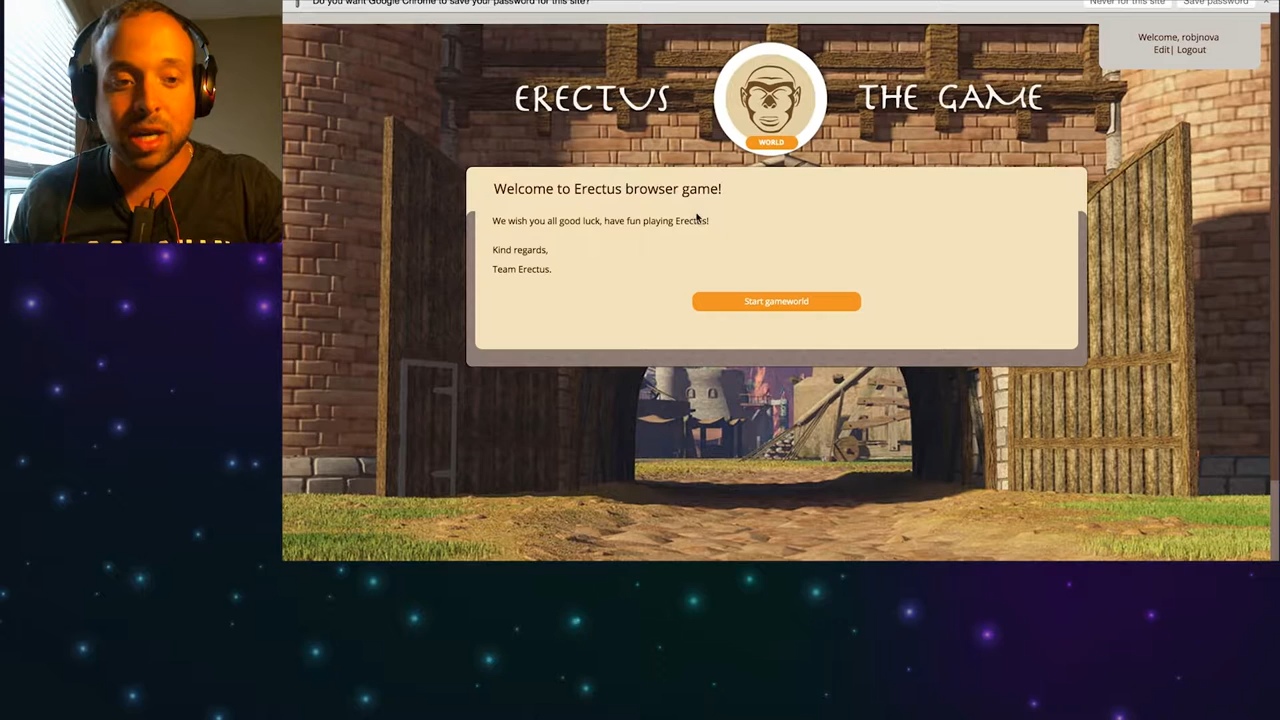 Do you want Google Chrome to save your password for this site?
Never for this site
Save password
Welcome, robjnova
Edit| Logout
ERECTUS
THE GAME
WORLD
Welcome to Erectus browser game!
We wish you all good luck, have fun playing Erectus!
Kind regards,
Team Erectus.
Start gameworld